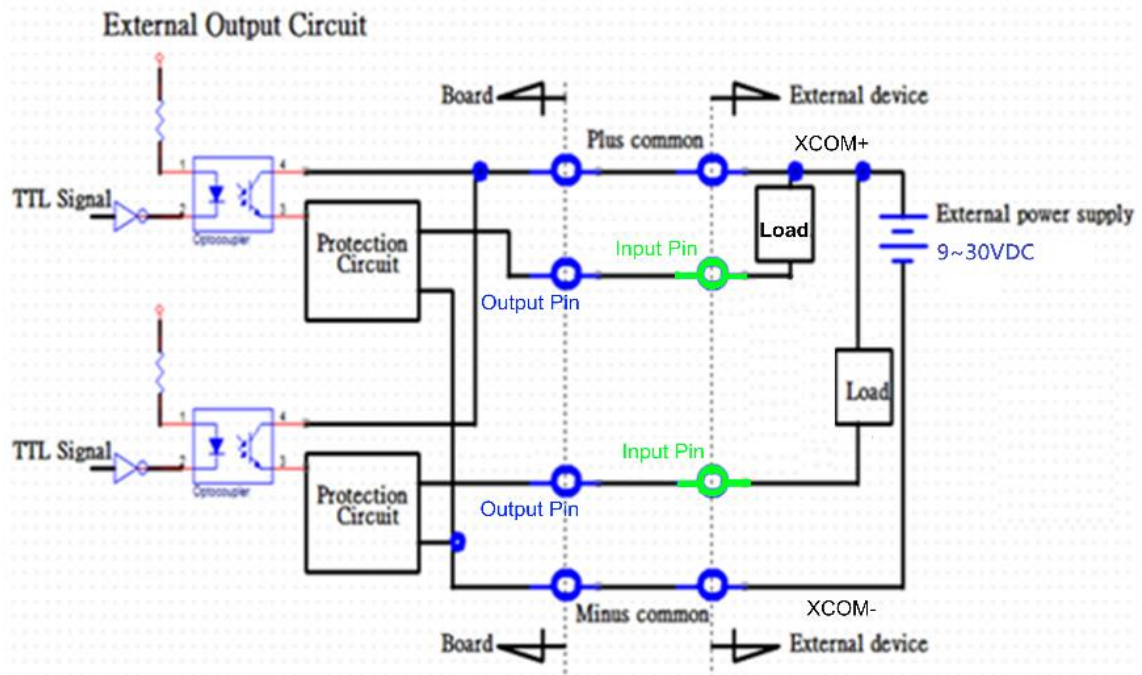 External Output Circuit
Board
External device
Plus common
XCOM+
1
4
TTL Signal
2
3
Optocoupler
Protection
Circuit
Load
External power supply
9~30VDC
Input Pin
Output Pin
Load
1
4
TTL Signal
2
3
Optocoupler
Protection
Circuit
Input Pin
Output Pin
Minus common
XCOM-
Board
External device